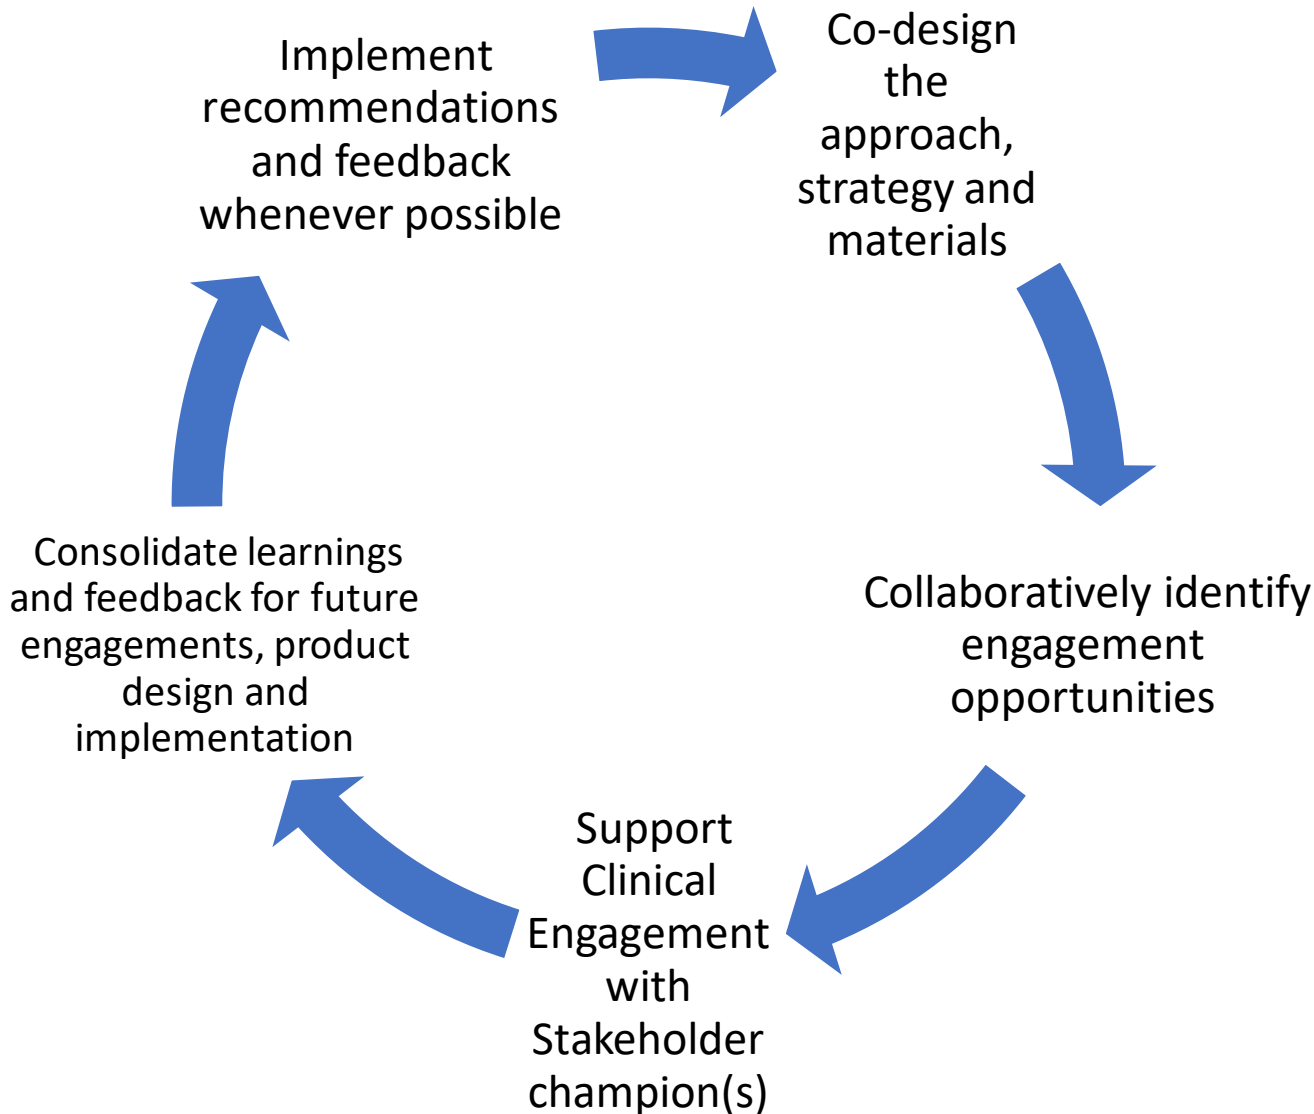 Implement
recommendations
and feedback
whenever possible
Co-design
the
approach,
strategy and
materials
Collaboratively identify
engagement
opportunities
Support
Clinical
Engagement
with
Stakeholder
champion(s)
Consolidate learnings
and feedback for future
engagements, product
design and
implementation